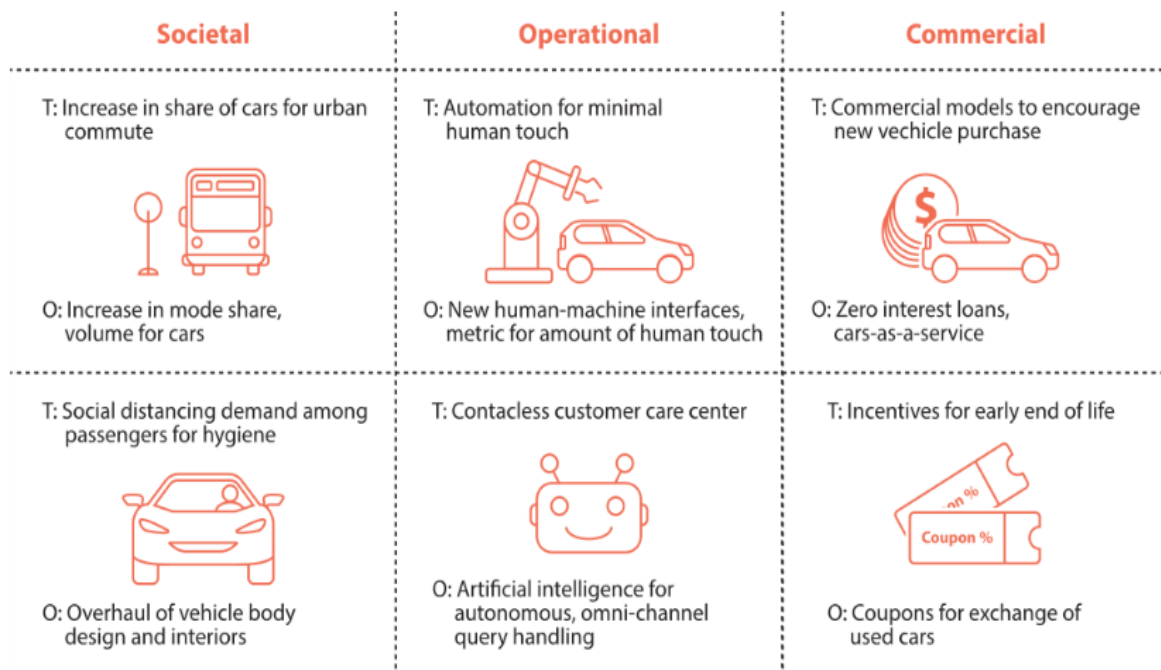 Societal
Operational
Commercial
T: Increase in share of cars for urban
commute
T: Automation for minimal
human touch
T: Commercial models to encourage
new vechicle purchase
$
O: Increase in mode share,
volume for cars
O: New human-machine interfaces,
metric for amount of human touch
O: Zero interest loans,
cars-as-a-service
T: Social distancing demand among
passengers for hygiene
T: Contacless customer care center
T: Incentives for early end of life
on %
Coupon %
O: Overhaul of vehicle body
design and interiors
O: Artificial intelligence for
autonomous, omni-channel
query handling
O: Coupons for exchange of
used cars